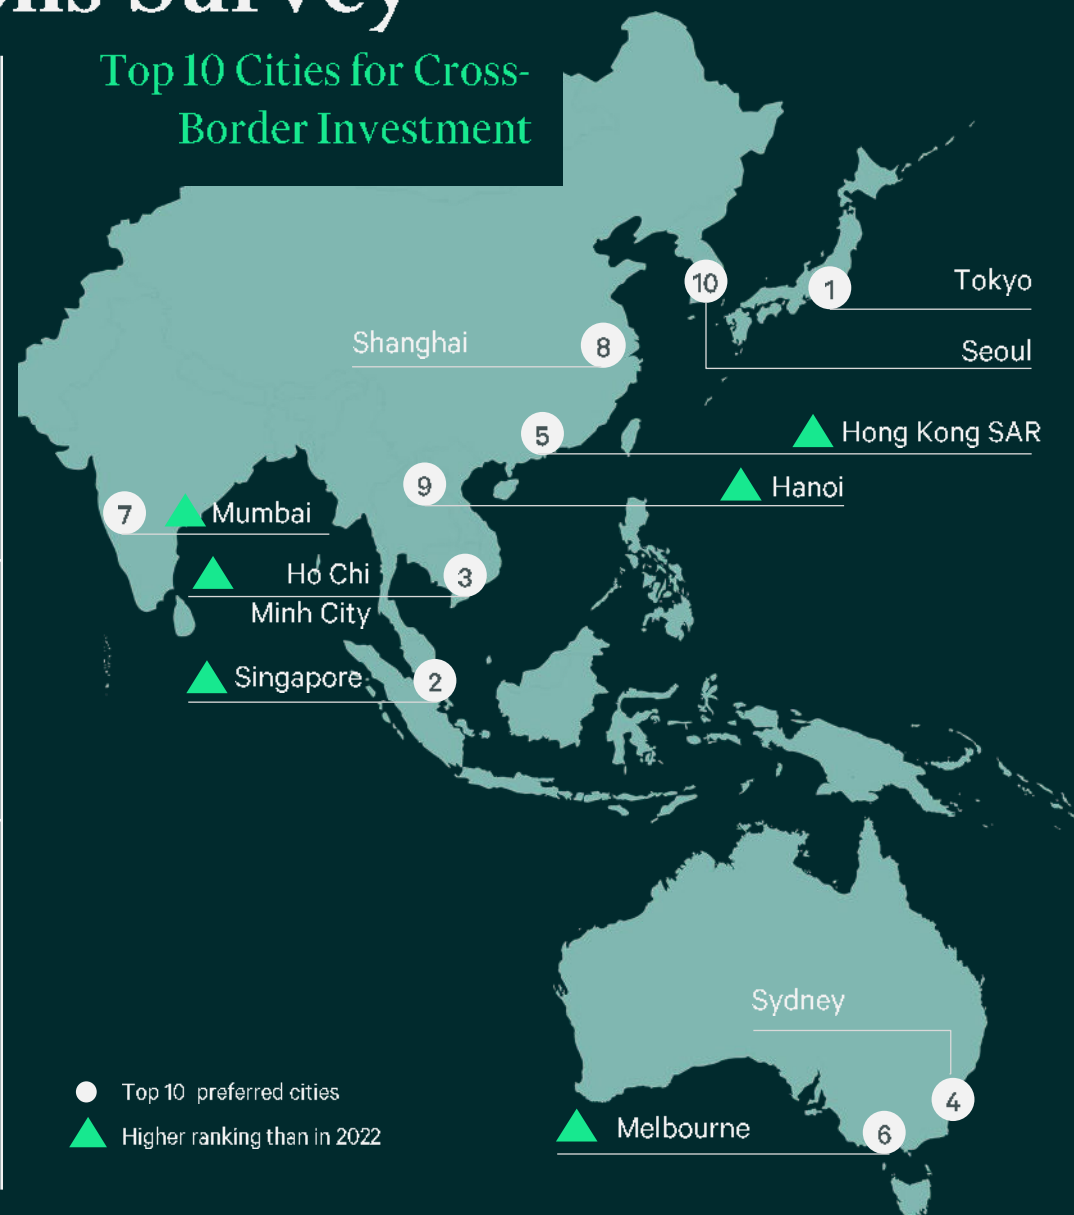 Survey
Top 10 Cities for Cross-
Border Investment
10
1
Tokyo
Shanghai
8
Seoul
5
Hong Kong SAR
9
Hanoi
7
Mumbai
Ho Chi
3
Minh City
Singapore
2
Sydney
4
Top 10 preferred cities
Melbourne
6
Higher ranking than in 2022